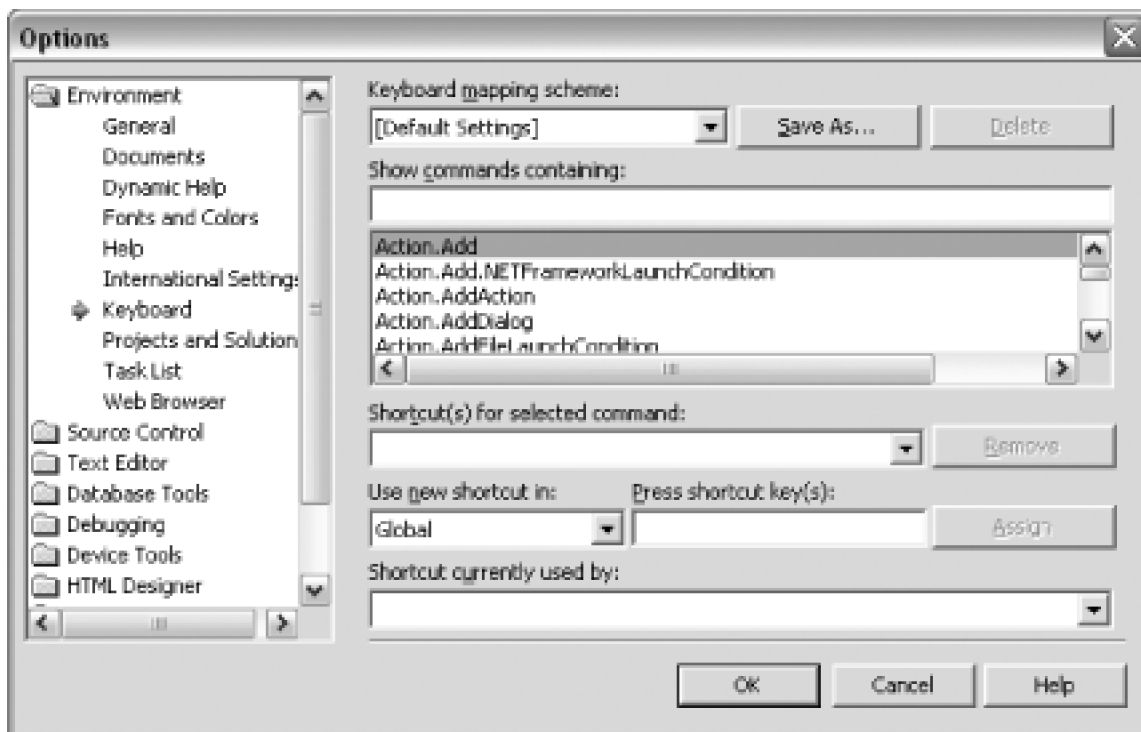 Options
Environment
General
Documents
Dynamic Help
Fonts and Colors
Help
International Settings
Keyboard
Projects and Solution
Task List
Web Browser
Source Control
Text Editor
Database Tools
Debugging
Device Tools
HTML Designer
Keyboard mapping scheme:
[Default Settings]
Save As...
Delete
Show commands containing:
Action.Add
Action.Add.NETFrameworkLaunchCondition
Action.AddAction
Action.AddDialog
Action.AddFileLaunchCondition
Shortcut(s) for selected command:
Remove
Use new shortcut in:
Press shortcut key(s):
Global
Assign
Shortcut currently used by:
OK
Cancel
Help